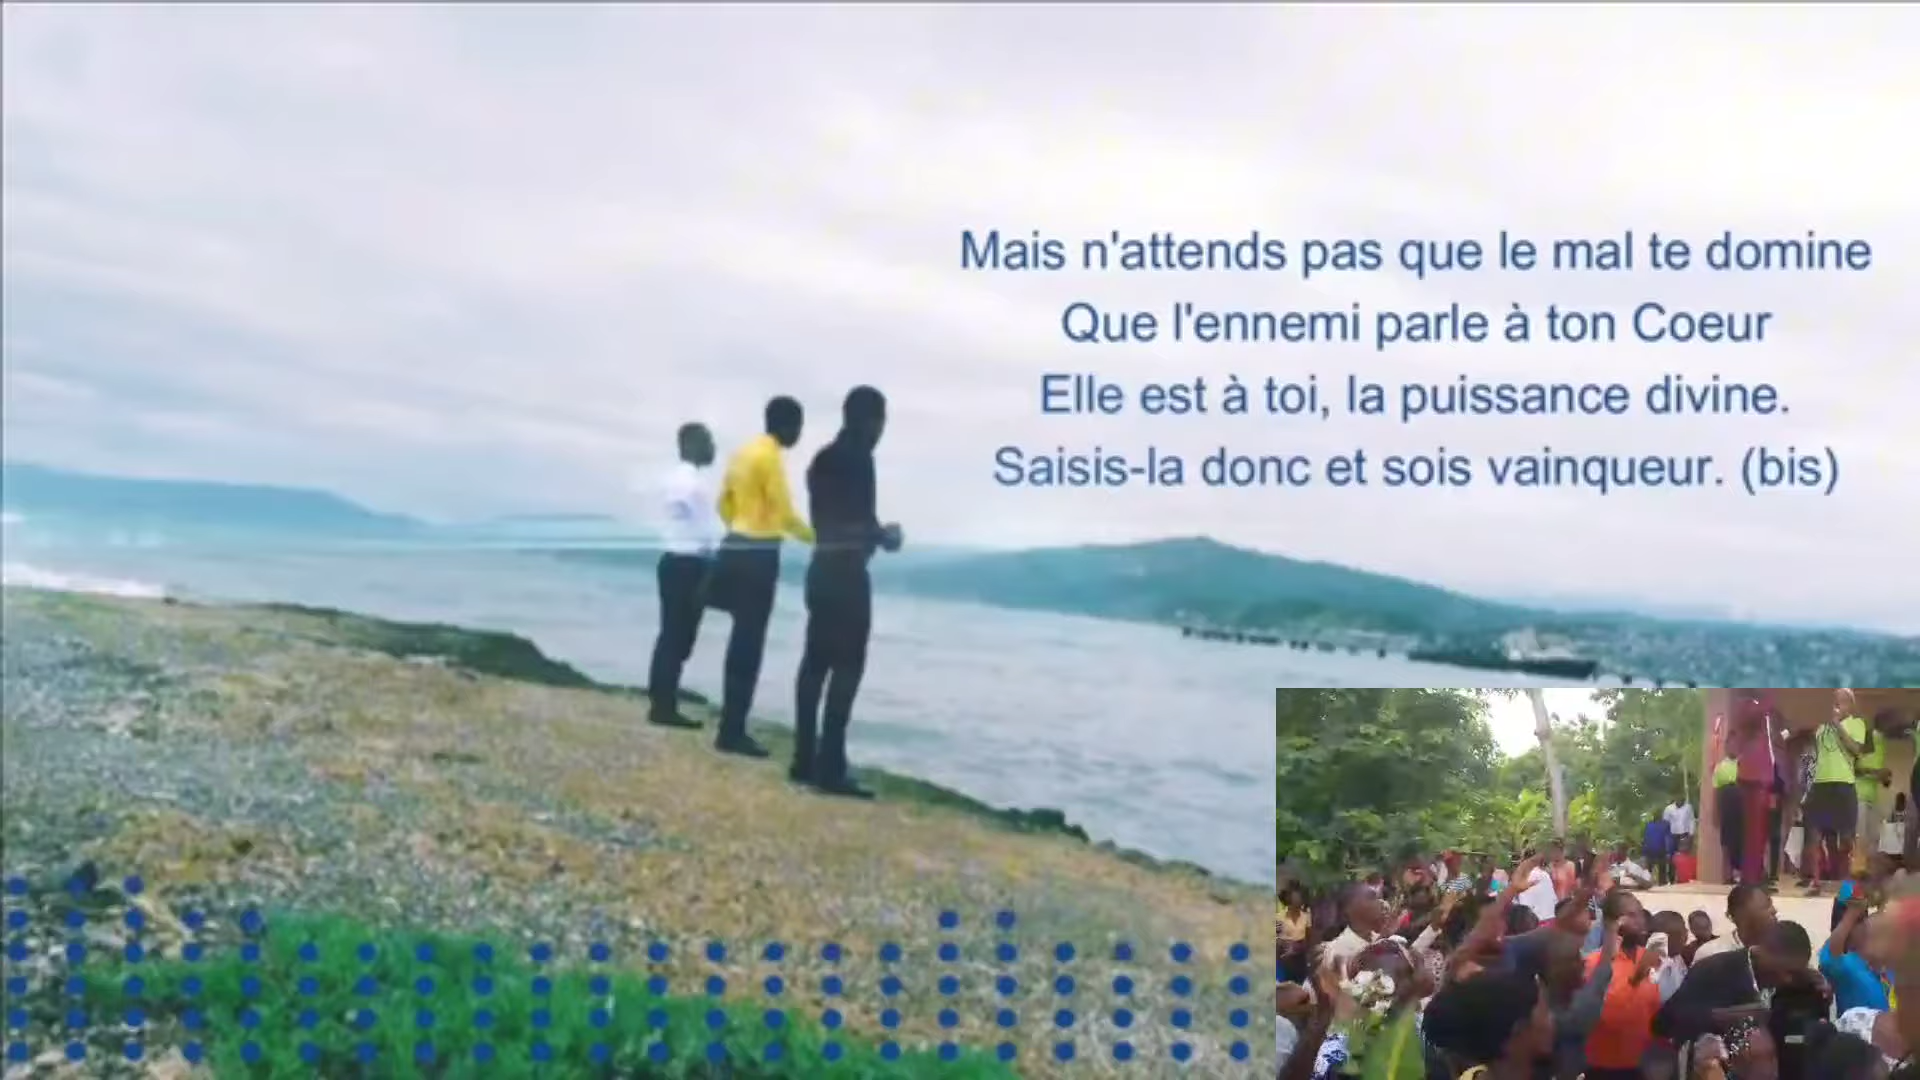 Mais n'attends pas que le mal te domine
Que l'ennemi parle à ton Coeur
Elle est à toi, la puissance divine.
Saisis-la donc et sois vainqueur. (bis)